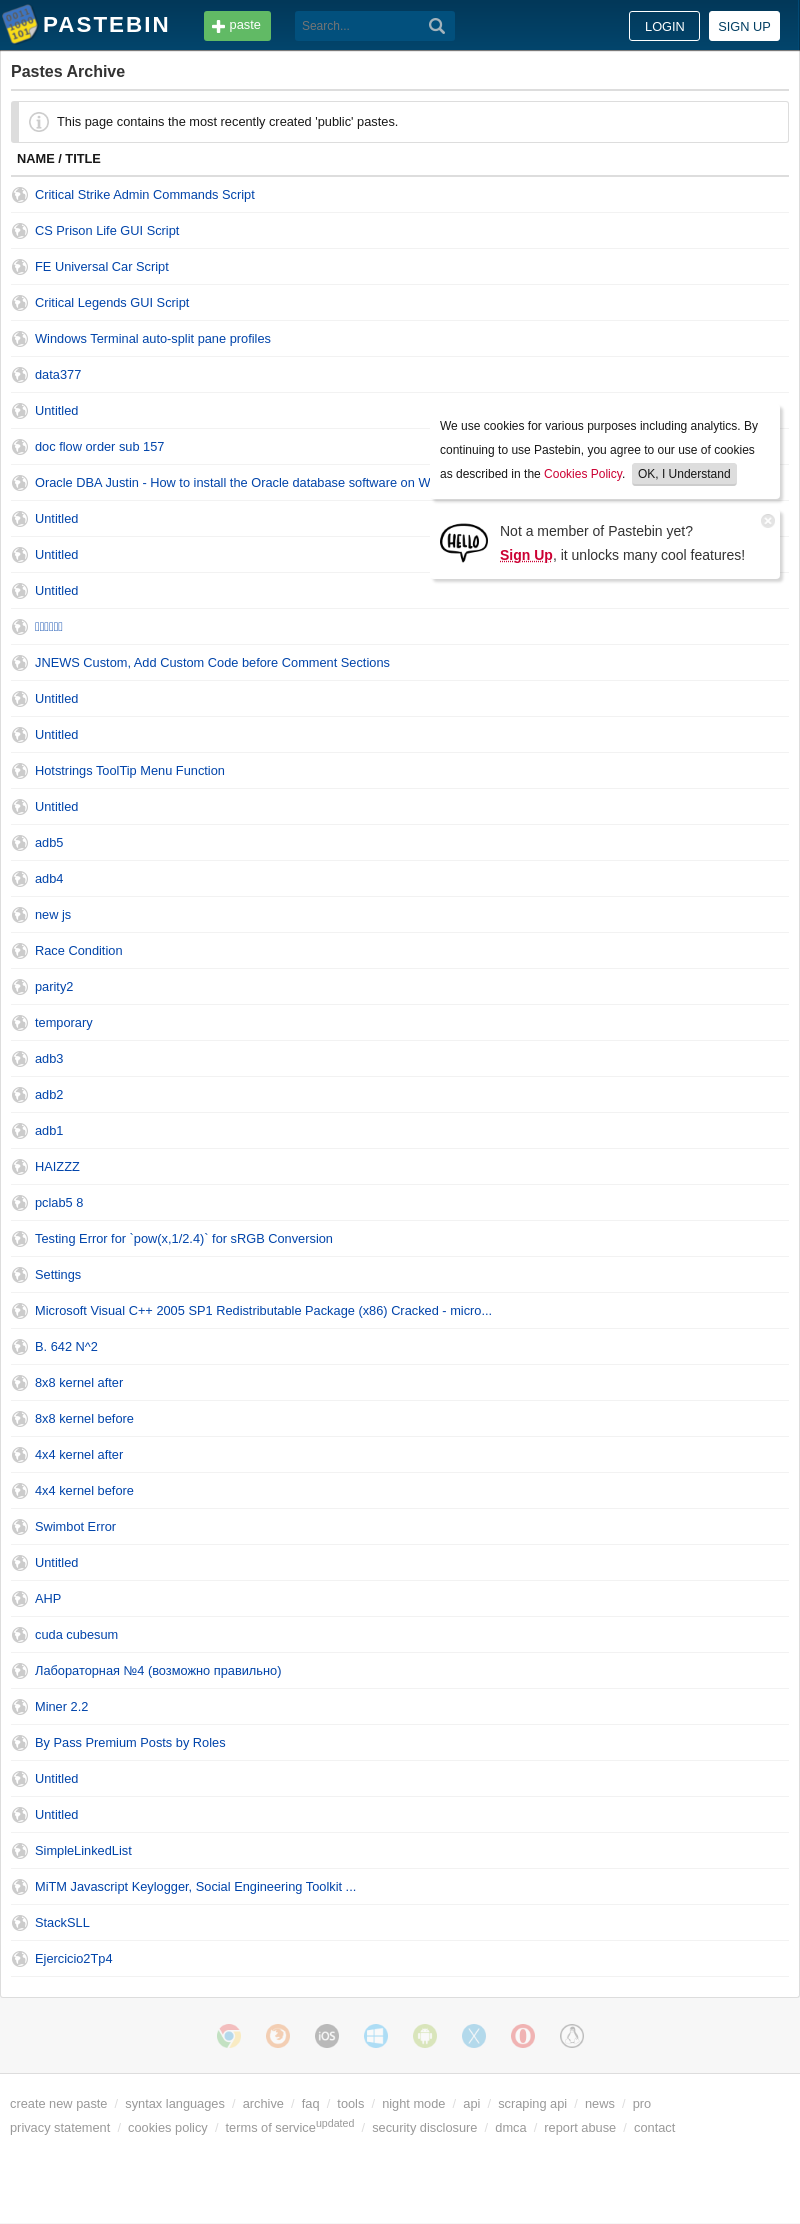 PASTEBIN
paste
Search...
LOGIN
SIGN UP
Pastes Archive
This page contains the most recently created 'public' pastes.
NAME / TITLE
Critical Strike Admin Commands Script
CS Prison Life GUI Script
FE Universal Car Script
Critical Legends GUI Script
Windows Terminal auto-split pane profiles
data377
Untitled
doc flow order sub 157
Oracle DBA Justin - How to install the Oracle database software on W
We use cookies for various purposes including analytics. By
continuing to use Pastebin, you agree to our use of cookies
as described in the Cookies Policy. OK, I Understand
Untitled
Untitled
Untitled
HELLO
Not a member of Pastebin yet?
Sign Up, it unlocks many cool features!
JNEWS Custom, Add Custom Code before Comment Sections
Untitled
Untitled
Hotstrings ToolTip Menu Function
Untitled
adb5
adb4
new js
Race Condition
parity2
temporary
adb3
adb2
adb1
HAIZZZ
pclab5 8
Testing Error for `pow(x,1/2.4)` for sRGB Conversion
Settings
Microsoft Visual C++ 2005 SP1 Redistributable Package (x86) Cracked - micro...
B. 642 N^2
8x8 kernel after
8x8 kernel before
4x4 kernel after
4x4 kernel before
Swimbot Error
Untitled
AHP
cuda cubesum
Лабораторная №4 (возможно правильно)
Miner 2.2
By Pass Premium Posts by Roles
Untitled
Untitled
SimpleLinkedList
MiTM Javascript Keylogger, Social Engineering Toolkit ...
StackSLL
Ejercicio2Tp4
iOS
create new paste / syntax languages / archive / faq / tools / night mode / api / scraping api / news / pro
privacy statement / cookies policy / terms of service updated / security disclosure / dmca / report abuse / contact